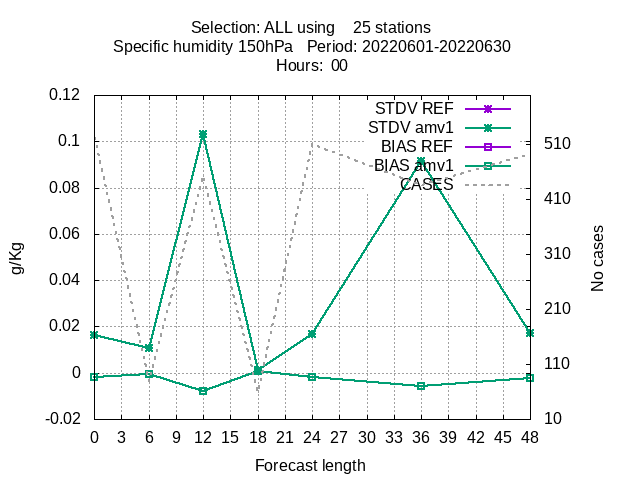 Selection: ALL using    25 stations
Specific humidity 150hPa   Period: 20220601-20220630
Hours:  00
STDV REF
STDV amv1
BIAS REF
BIAS amv1
CASES
0.12
0.1
0.08
0.06
0.04
0.02
0
-0.02
g/Kg
510
410
310
210
110
10
No cases
0 3 6 9 12 15 18 21 24 27 30 33 36 39 42 45 48
Forecast length